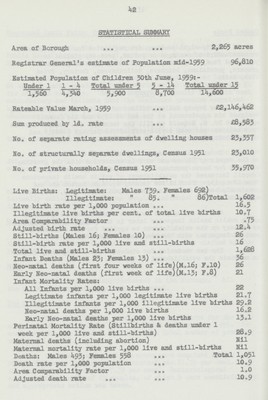 42
STATISTICAL SUMMARY
Area of Borough ... ... 2,265 acres
Registrar General's estimate of Population mid-1959 96,810
Estimated Population of Children 30th June, 1959:-
Under 1 1 - 4 Total under 5 5 - 14 Total under 15
1,560 4,340 5,900 8,700 14,600
Rateable Value March, 1959 ... £2,146,462
Sum produced by 1d. rate ... £8,583
No. of separate rating assessments of dwelling houses 23,357
No. of structurally separate dwellings, Census 1951 23,010
No. of private households, Census 1951 35,970
Live Births: Legitimate: Males 739. Females 692)
Illegitimate: " 85. " 86)Total 1,602
Live birth rate per 1,000 population ... 16.5
Illegitimate live births per cent. of total live births 10.7
Area Comparability Factor ... .75
Adjusted birth rate ... ... 12.4
Still-births (Males 16; Females 10) ... 26
Still-birth rate per 1,000 live and still-births 16
Total live and still-births ... 1,628
Infant Deaths (Males 23; Females 13) ... 36
Neo-natal deaths (first four weeks of life)(M.16; F.10) 26
Early Neo-natal deaths (first week of life)(M.13; F.8) 21
Infant Mortality Rates:
All Infants per 1,000 live births ... 22
Legitimate infants per 1,000 legitimate live births 21.7
Illegitimate infants per 1,000 illegitimate live births 29.2
Neo-natal deaths per 1,000 live births 16.2
Early Neo-natal deaths per 1,000 live births 13.1
Perinatal Mortality Rate (Stillbirths & deaths under 1
week per 1,000 live and still-births) 28.9
Maternal deaths (including abortion) Nil
Maternal mortality rate per 1,000 live and still-births Nil
Deaths: Males 493; Females 558 ... Total 1,051
Death rate per 1,000 population ... 10.9
Area Comparability Factor ... 1.0
Adjusted death rate ... ... 10.9